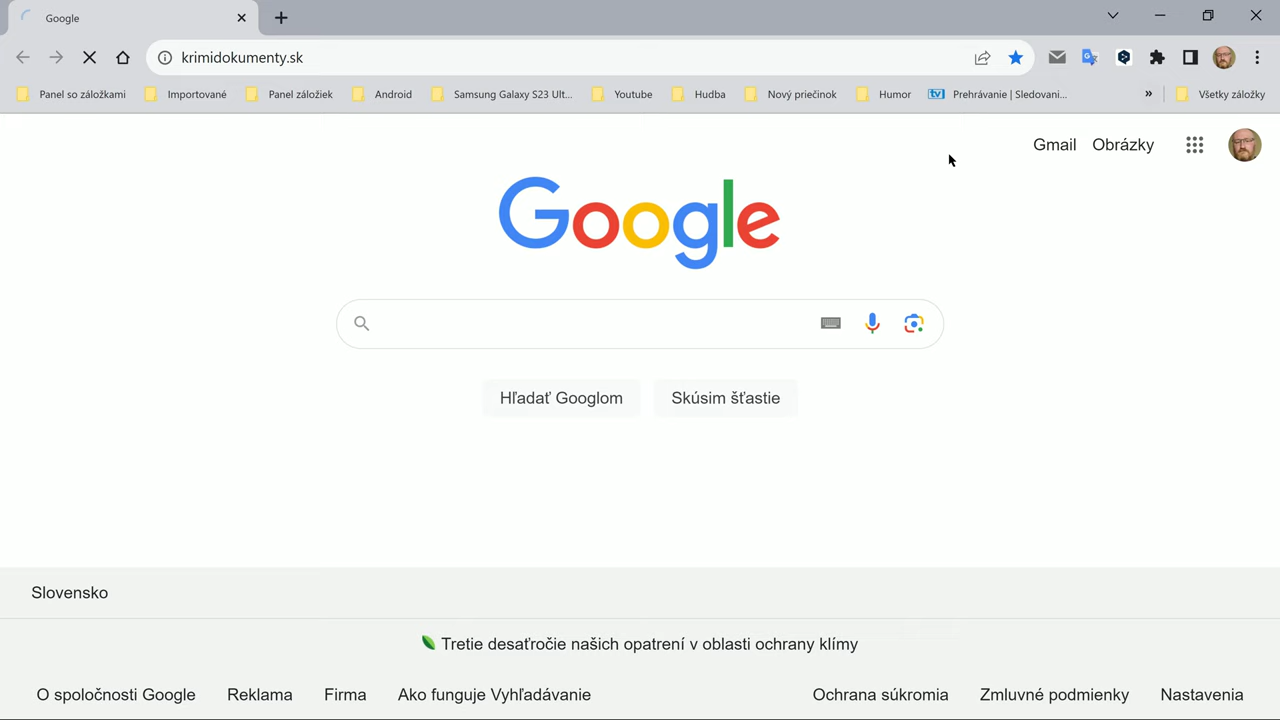 Google
krimidokumenty.sk
Panel so záložkami Importované Panel záložiek Android Samsung Galaxy S23 Ult... Youtube Hudba Nový priečinok Humor tv Prehrávanie | Sledovani... » Všetky záložky
Gmail Obrázky
Google
Hľadať Googlom Skúsim šťastie
Slovensko
Tretie desaťročie našich opatrení v oblasti ochrany klímy
O spoločnosti Google Reklama Firma Ako funguje Vyhľadávanie Ochrana súkromia Zmluvné podmienky Nastavenia